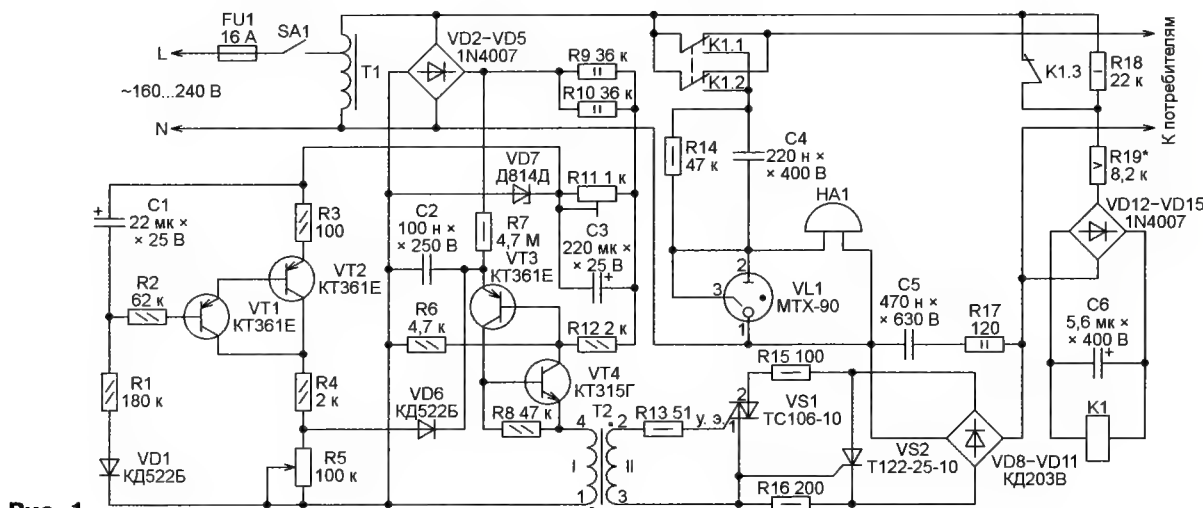 FU1
16 А
SA1
L
~160...240 В
N
T1
VD2–VD5
1N4007
R9 36 к
R10 36 к
K1.1
K1.2
K1.3
R18
22 к
К потребителям
R14
47 к
C4
220 н ×
× 400 В
HA1
R19*
8,2 к
VD12–VD15
1N4007
C1
22 мк ×
× 25 В
R3
100
VD7
Д814Д
R11 1 к
C2
100 н ×
× 250 В
R7
4,7 М
C3
220 мк ×
× 25 В
VT3
КТ361Е
VT2
КТ361Е
R2
62 к
VT1
КТ361Е
R6
4,7 к
R12 2 к
2
3
1
VL1
МТХ-90
C5
470 н ×
× 630 В
R17
120
C6
5,6 мк ×
× 400 В
R1
180 к
R4
2 к
VD6
КД522Б
VT4
КТ315Г
R8 47 к
T2
4
2
R13 51
у. э.
2
1
R15 100
VS1
ТС106-10
VS2
Т122-25-10
VD8–VD11
КД203В
K1
VD1
КД522Б
R5
100 к
I
II
1
3
R16 200